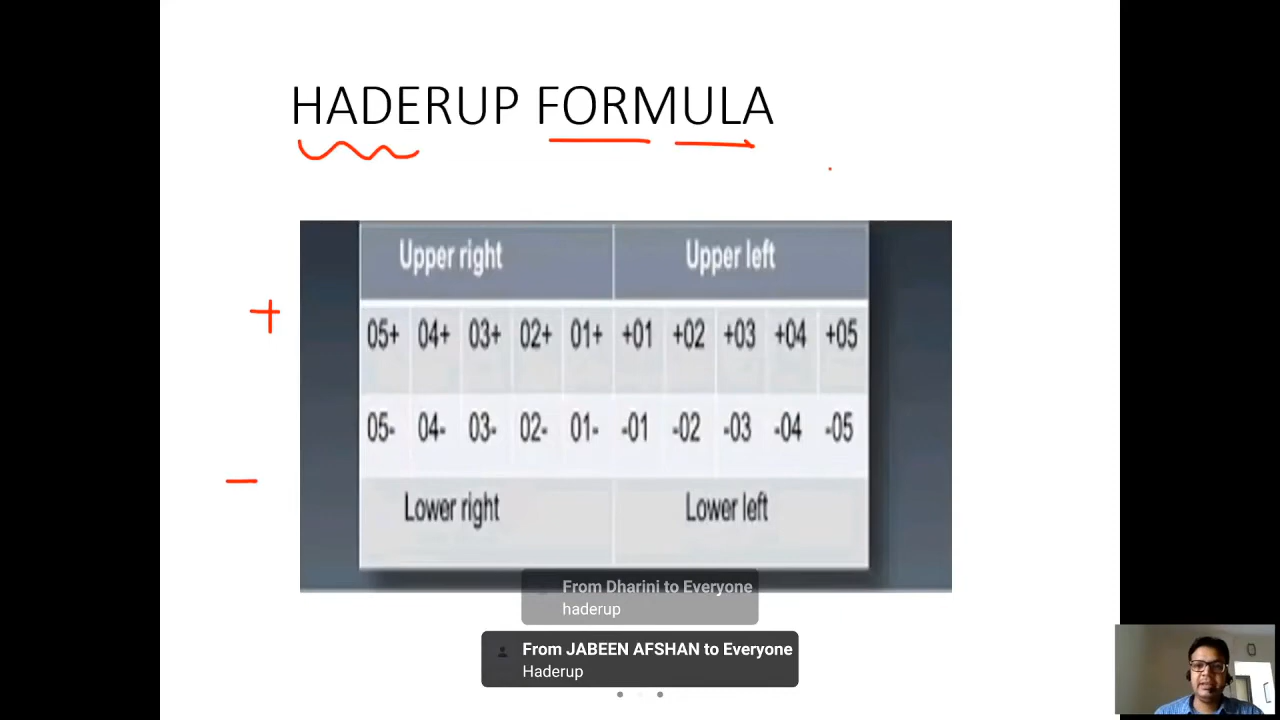 HADERUP FORMULA
Upper right Upper left
05+ 04+ 03+ 02+ 01+ +01 +02 +03 +04 +05
05- 04- 03- 02- 01- -01 -02 -03 -04 -05
Lower right Lower left
+
-
From Dharini to Everyone
haderup
From JABEEN AFSHAN to Everyone
Haderup